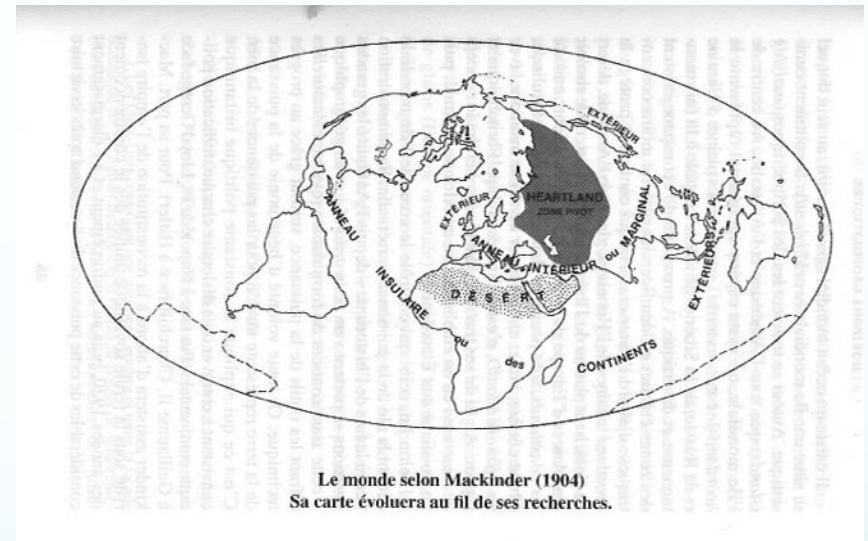 EXTÉRIEUR
HEARTLAND
ZONE PIVOT
EXTÉRIEUR
ANNEAU INTÉRIEUR ou MARGINAL
DÉSERT
ANNEAU INSULAIRE ou des CONTINENTS EXTÉRIEURS
Le monde selon Mackinder (1904)
Sa carte évoluera au fil de ses recherches.